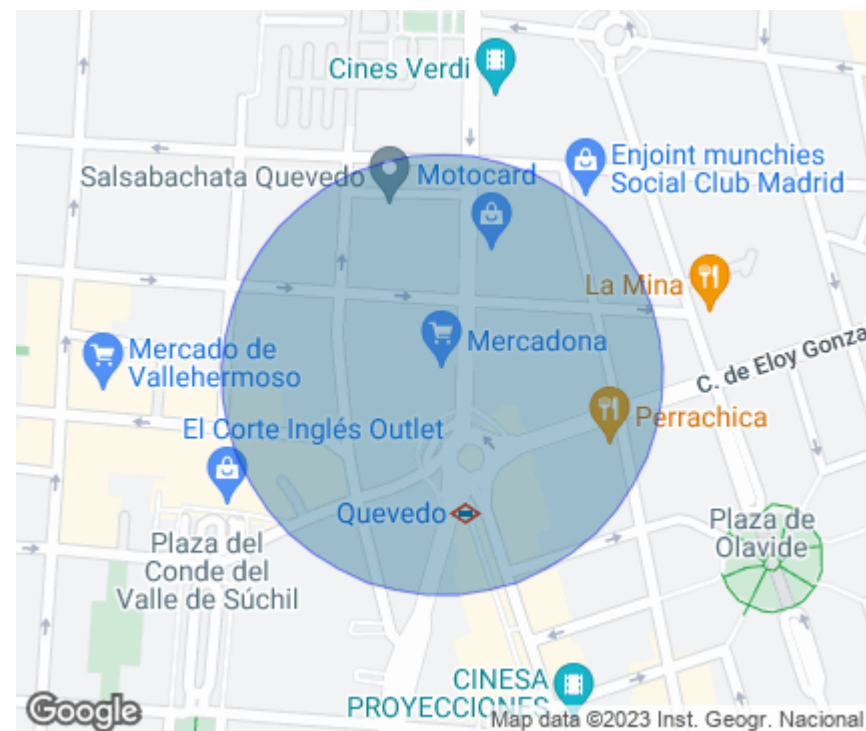 Cines Verdi
Salsabachata Quevedo
Motocard
Enjoint munchies
Social Club Madrid
La Mina
Mercado de
Vallehermoso
Mercadona
C. de Eloy Gonza
Perrachica
El Corte Inglés Outlet
Quevedo
Plaza del
Conde del
Valle de Súchil
Plaza de
Olavide
CINESA
PROYECCIONES
Google
Map data ©2023 Inst. Geogr. Nacional